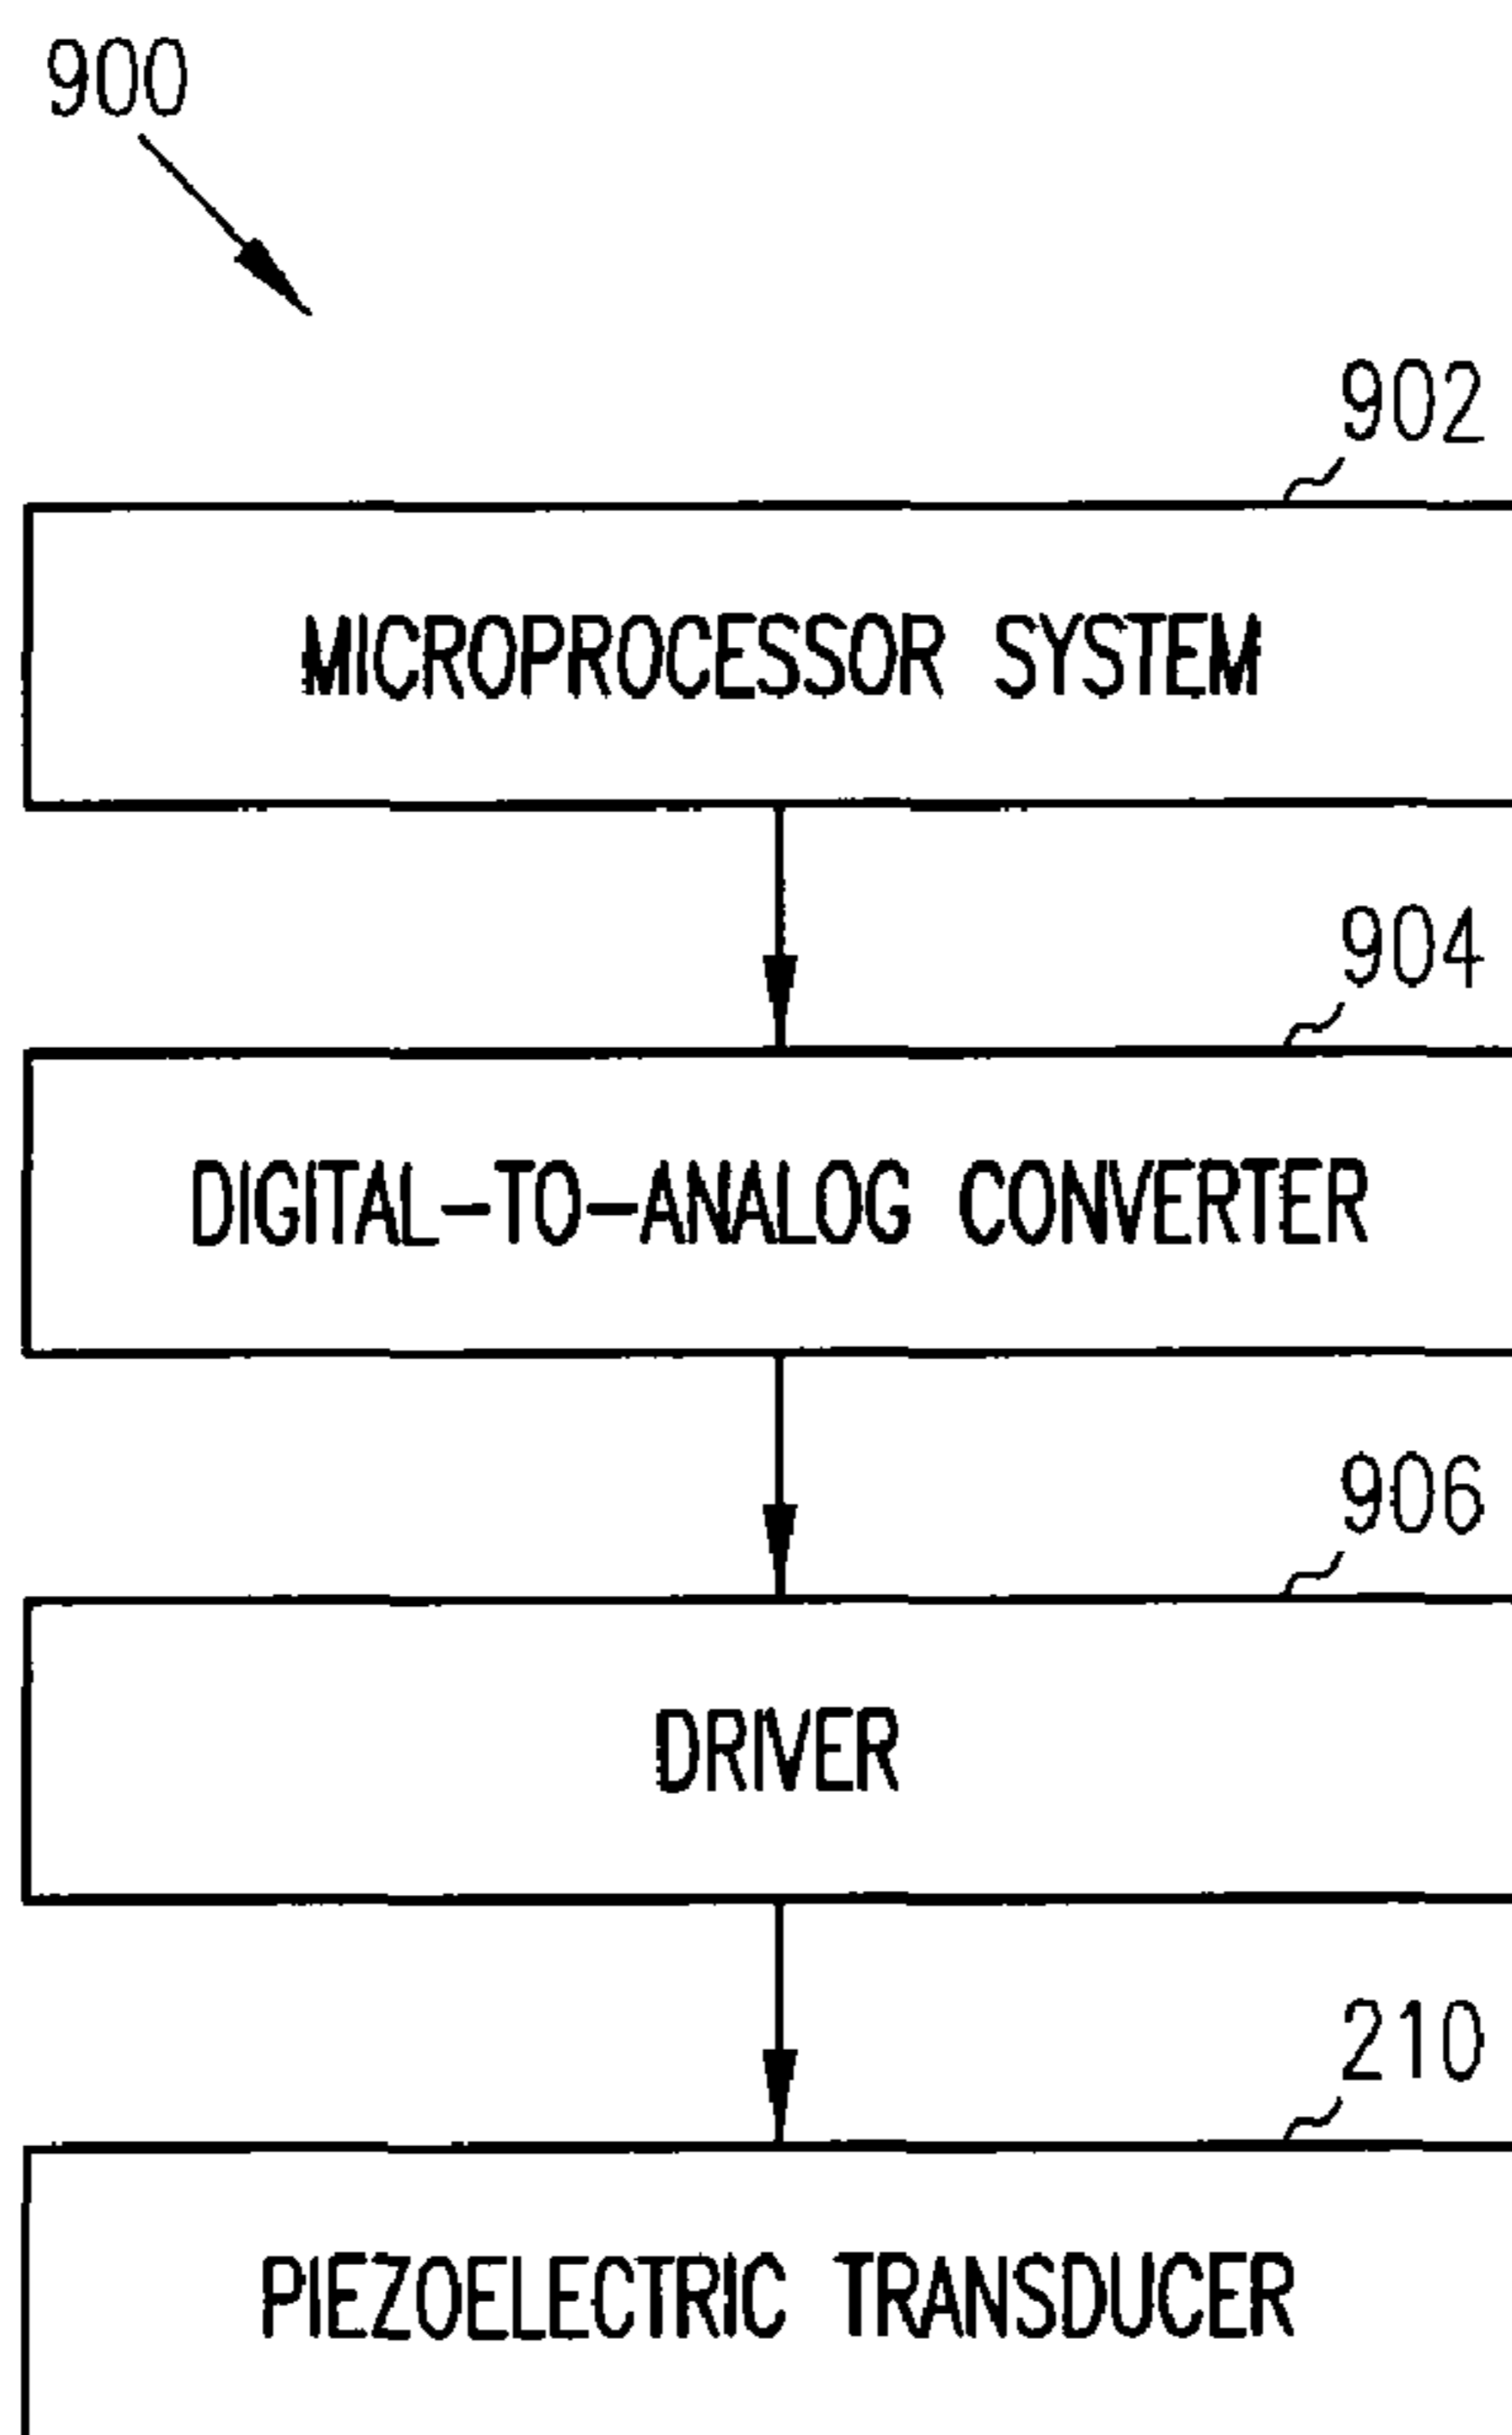 900
902
MICROPROCESSOR SYSTEM
904
DIGITAL-TO-ANALOG CONVERTER
906
DRIVER
210
PIEZOELECTRIC TRANSDUCER